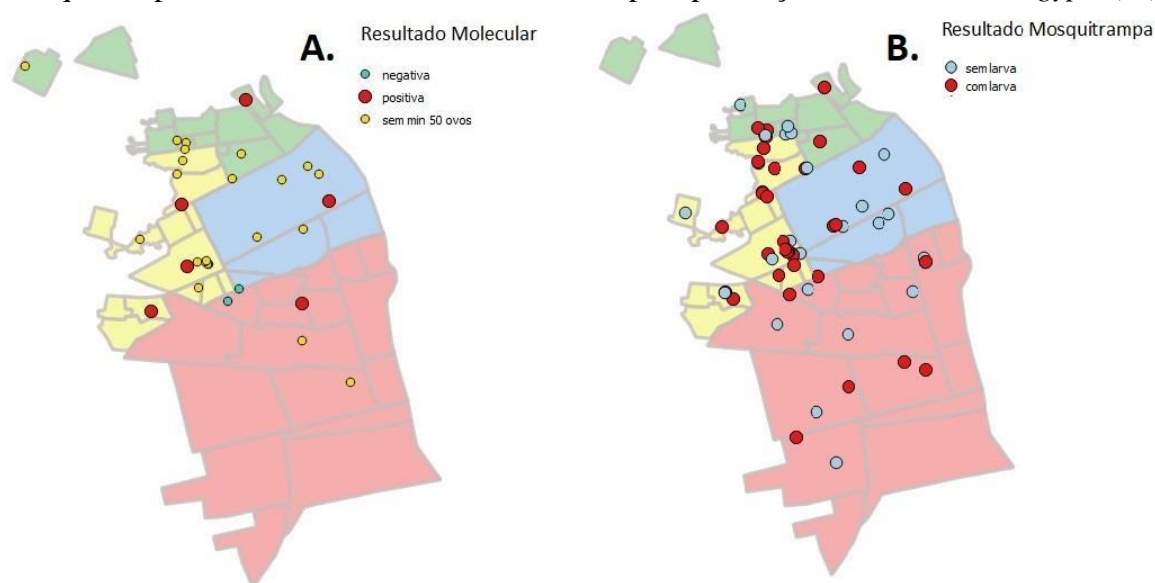 A.
Resultado Molecular
negativa
positiva
sem min 50 ovos
B.
Resultado Mosquitrampa
sem larva
com larva